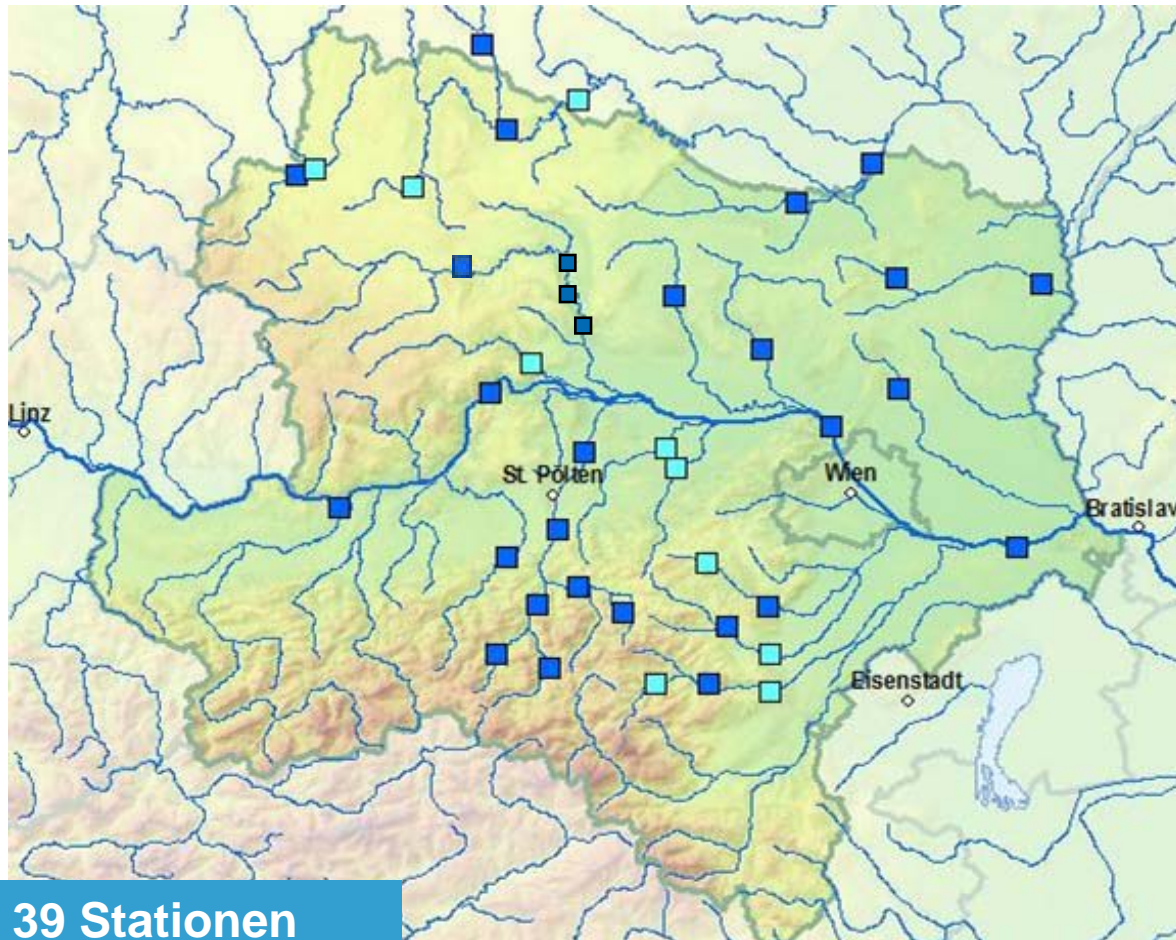 Linz
St. Pölten
Wien
Bratislav
Eisenstadt
39 Stationen